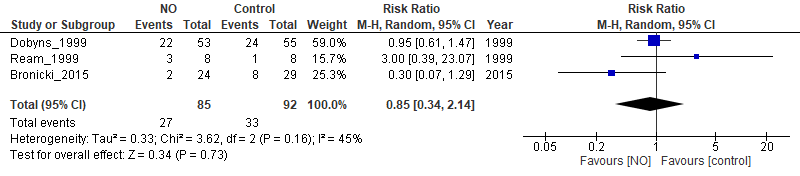 NO Control Risk Ratio Risk Ratio
Study or Subgroup Events Total Events Total Weight M-H, Random, 95% CI Year M-H, Random, 95% CI
Dobyns_1999 22 53 24 55 59.0% 0.95 [0.61, 1.47] 1999
Ream_1999 3 8 1 8 15.7% 3.00 [0.39, 23.07] 1999
Bronicki_2015 2 24 8 29 25.3% 0.30 [0.07, 1.29] 2015
Total (95% CI) 85 92 100.0% 0.85 [0.34, 2.14]
Total events 27 33
Heterogeneity: Tau² = 0.33; Chi² = 3.62, df = 2 (P = 0.16); I² = 45%
Test for overall effect: Z = 0.34 (P = 0.73)
0.05 0.2 1 5 20
Favours [NO] Favours [control]